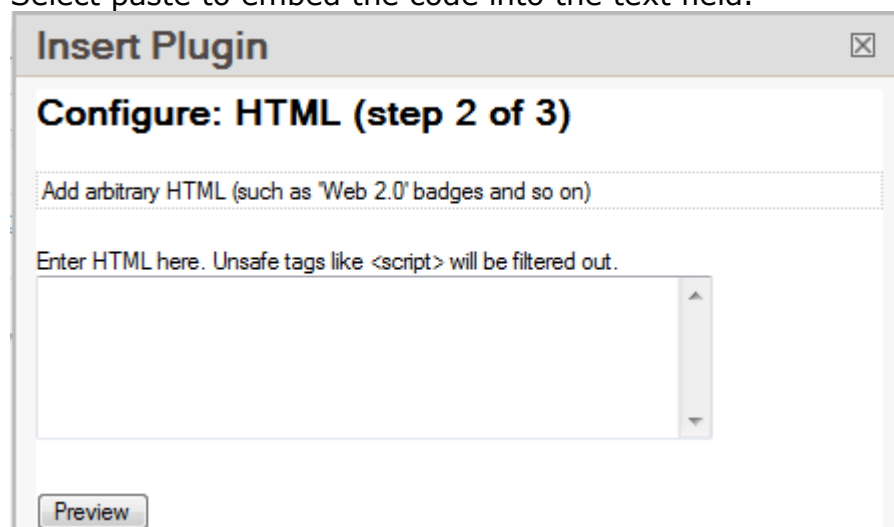 Select paste to embed the code into the text field.
Insert Plugin
Configure: HTML (step 2 of 3)
Add arbitrary HTML (such as 'Web 2.0' badges and so on)
Enter HTML here. Unsafe tags like <script> will be filtered out.
Preview